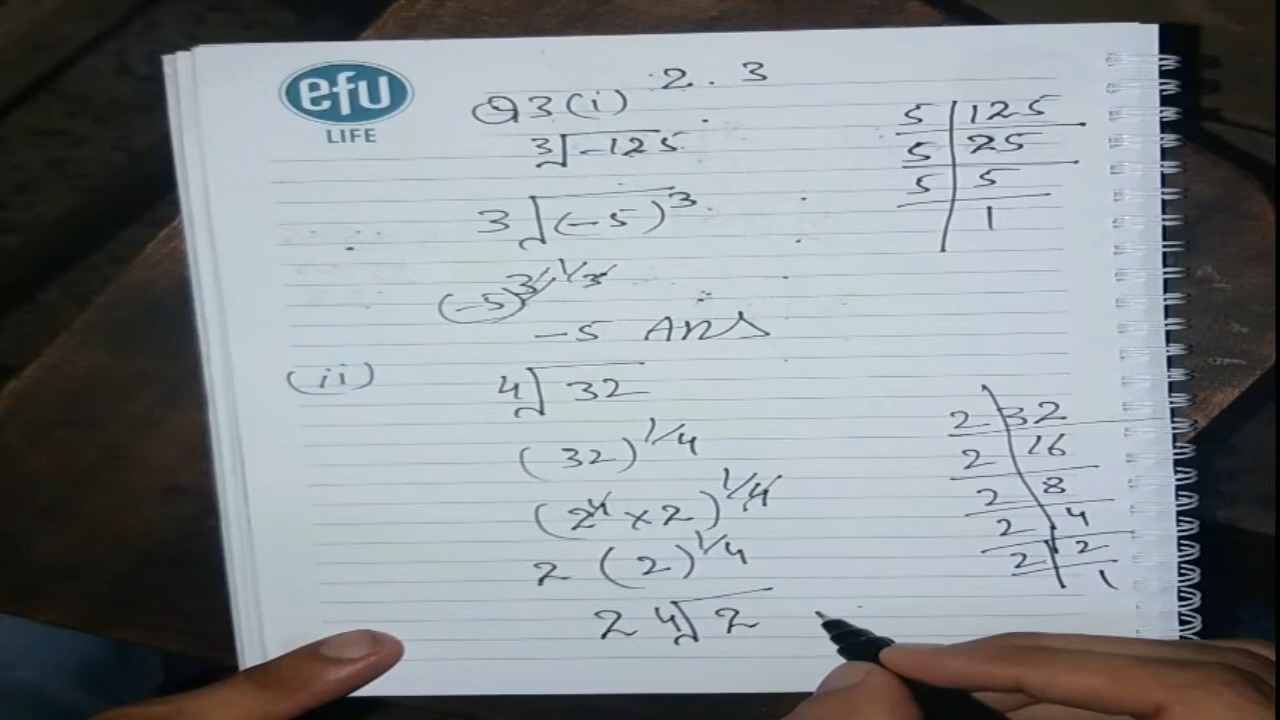 efu
LIFE
2.3
Q3(i)
3√-125
3√(-5)^3
(-5)^3×1/3
-5 Ans
5 | 125
5 | 25
5 | 5
1
(ii)
4√32
(32)^1/4
(2^4 × 2)^1/4
2 (2)^1/4
2 4√2
2 | 32
2 | 16
2 | 8
2 | 4
2 | 2
1